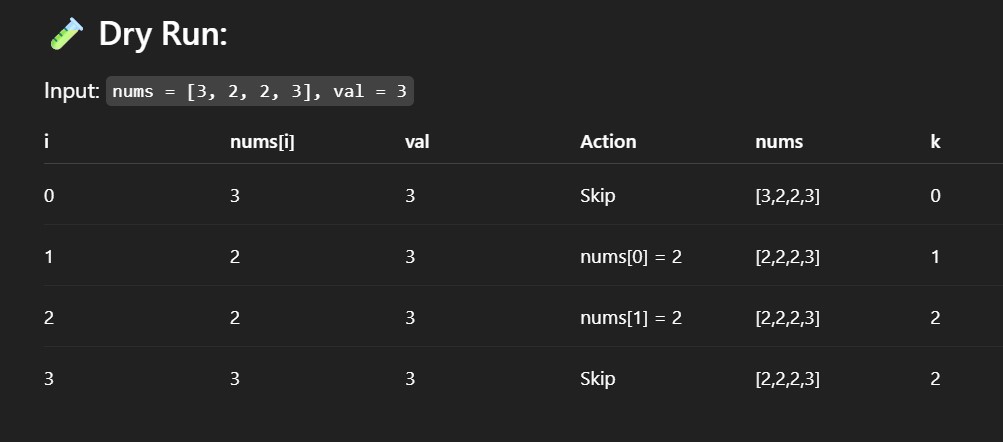 🧪 Dry Run:
Input: nums = [3, 2, 2, 3], val = 3
i nums[i] val Action nums k
0 3 3 Skip [3,2,2,3] 0
1 2 3 nums[0] = 2 [2,2,2,3] 1
2 2 3 nums[1] = 2 [2,2,2,3] 2
3 3 3 Skip [2,2,2,3] 2